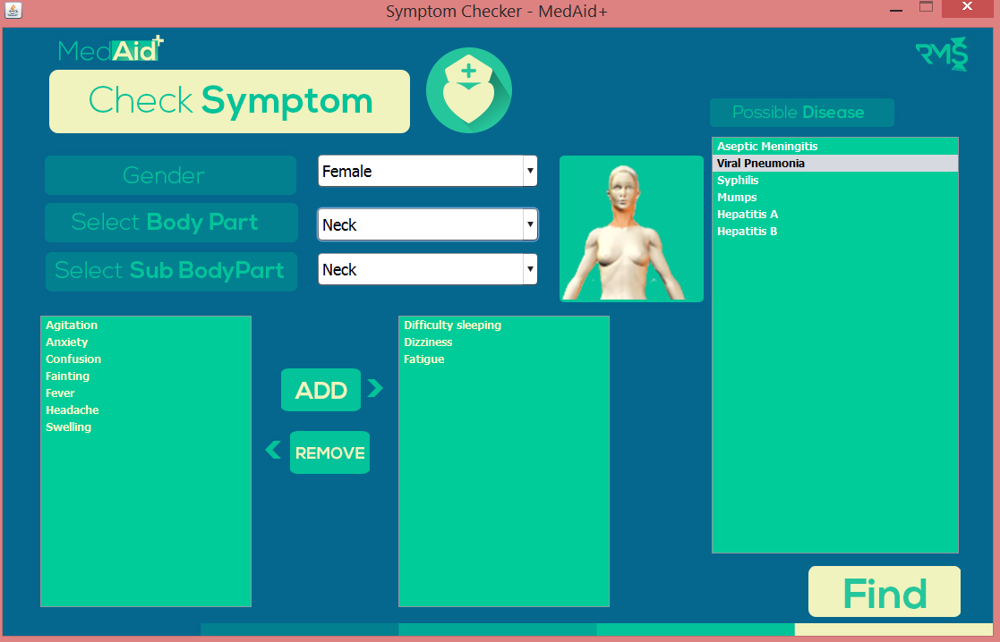 Symptom Checker - MedAid+
MedAid+
RMS
Check Symptom
Possible Disease
Gender
Female
Select Body Part
Neck
Select Sub BodyPart
Neck
Aseptic Meningitis
Viral Pneumonia
Syphilis
Mumps
Hepatitis A
Hepatitis B
Agitation
Anxiety
Confusion
Fainting
Fever
Headache
Swelling
ADD
REMOVE
Difficulty sleeping
Dizziness
Fatigue
Find